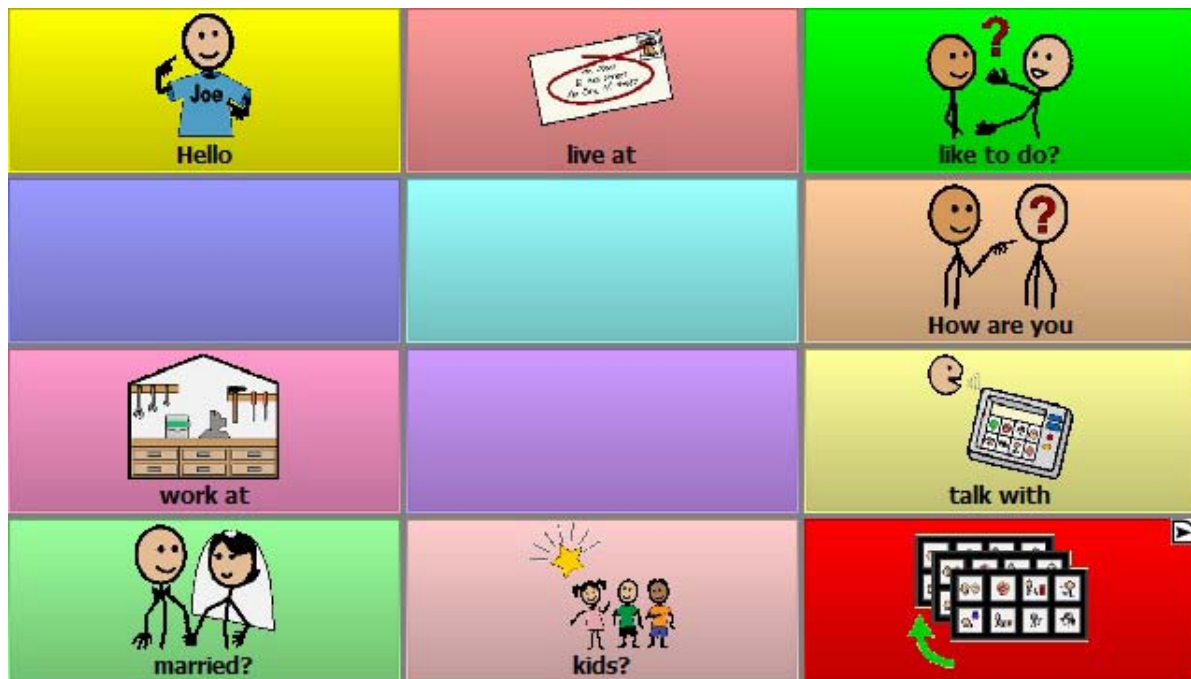 Joe
Hello
live at
like to do?
?
How are you
?
work at
talk with
married?
kids?